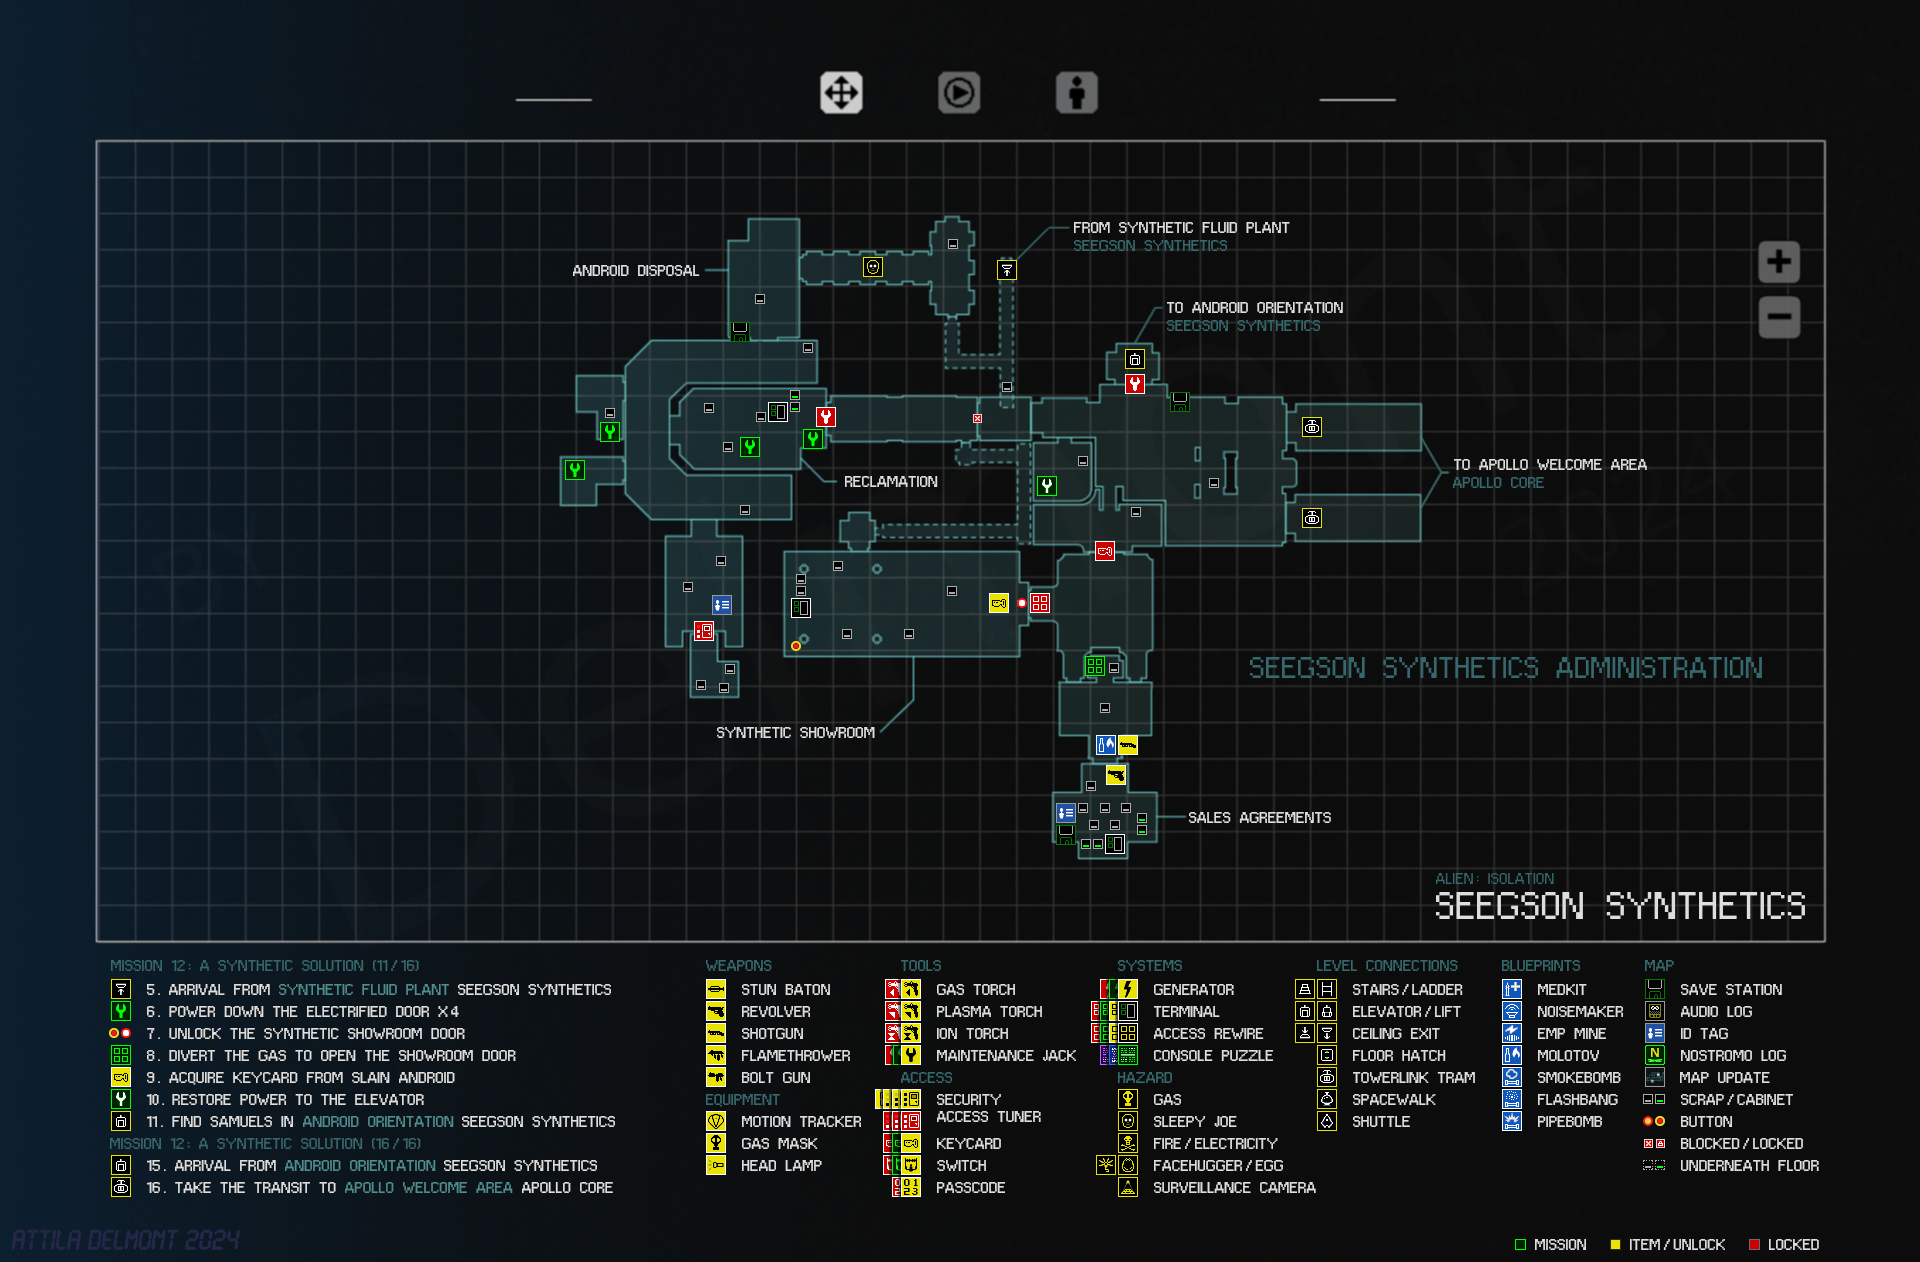 FROM SYNTHETIC FLUID PLANT
SEEGSON SYNTHETICS
ANDROID DISPOSAL
TO ANDROID ORIENTATION
SEEGSON SYNTHETICS
TO APOLLO WELCOME AREA
APOLLO CORE
RECLAMATION
SEEGSON SYNTHETICS ADMINISTRATION
SYNTHETIC SHOWROOM
SALES AGREEMENTS
ALIEN: ISOLATION
SEEGSON SYNTHETICS
MISSION 12: A SYNTHETIC SOLUTION (11/16)
5. ARRIVAL FROM SYNTHETIC FLUID PLANT SEEGSON SYNTHETICS
6. POWER DOWN THE ELECTRIFIED DOOR X4
7. UNLOCK THE SYNTHETIC SHOWROOM DOOR
8. DIVERT THE GAS TO OPEN THE SHOWROOM DOOR
9. ACQUIRE KEYCARD FROM SLAIN ANDROID
10. RESTORE POWER TO THE ELEVATOR
11. FIND SAMUELS IN ANDROID ORIENTATION SEEGSON SYNTHETICS
MISSION 12: A SYNTHETIC SOLUTION (16/16)
15. ARRIVAL FROM ANDROID ORIENTATION SEEGSON SYNTHETICS
16. TAKE THE TRANSIT TO APOLLO WELCOME AREA APOLLO CORE
WEAPONS
STUN BATON
REVOLVER
SHOTGUN
FLAMETHROWER
BOLT GUN
EQUIPMENT
MOTION TRACKER
GAS MASK
HEAD LAMP
TOOLS
GAS TORCH
PLASMA TORCH
ION TORCH
MAINTENANCE JACK
ACCESS
SECURITY
ACCESS TUNER
KEYCARD
SWITCH
PASSCODE
SYSTEMS
GENERATOR
TERMINAL
ACCESS REWIRE
CONSOLE PUZZLE
HAZARD
GAS
SLEEPY JOE
FIRE/ELECTRICITY
FACEHUGGER/EGG
SURVEILLANCE CAMERA
LEVEL CONNECTIONS
STAIRS/LADDER
ELEVATOR/LIFT
CEILING EXIT
FLOOR HATCH
TOWERLINK TRAM
SPACEWALK
SHUTTLE
BLUEPRINTS
MEDKIT
NOISEMAKER
EMP MINE
MOLOTOV
SMOKEBOMB
FLASHBANG
PIPEBOMB
MAP
SAVE STATION
AUDIO LOG
ID TAG
NOSTROMO LOG
MAP UPDATE
SCRAP/CABINET
BUTTON
BLOCKED/LOCKED
UNDERNEATH FLOOR
ATTILA DELMONT 2024
MISSION
ITEM/UNLOCK
LOCKED